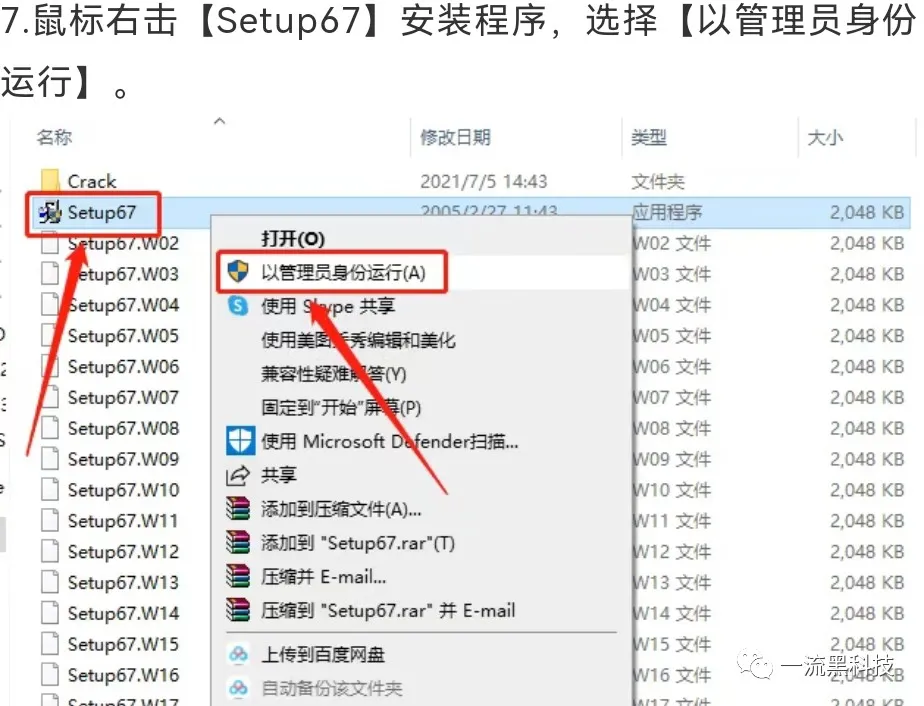 7.鼠标右击【Setup67】安装程序，选择【以管理员身份
运行】。
名称 修改日期 类型 大小
Crack 2021/7/5 14:43 文件夹
Setup67 2005/2/27 11:43 应用程序 2,048 KB
Setup67.W02 W02 文件 2,048 KB
Setup67.W03 W03 文件 2,048 KB
Setup67.W04 W04 文件 2,048 KB
Setup67.W05 W05 文件 2,048 KB
Setup67.W06 W06 文件 2,048 KB
Setup67.W07 W07 文件 2,048 KB
Setup67.W08 W08 文件 2,048 KB
Setup67.W09 W09 文件 2,048 KB
Setup67.W10 W10 文件 2,048 KB
Setup67.W11 W11 文件 2,048 KB
Setup67.W12 W12 文件 2,048 KB
Setup67.W13 W13 文件 2,048 KB
Setup67.W14 W14 文件 2,048 KB
Setup67.W15 W15 文件 2,048 KB
Setup67.W16 W16 文件 2,048 KB
Setup67.W17 W17 文件 2,048 KB
打开(O)
以管理员身份运行(A)
使用 Skype 共享
使用美图秀秀编辑和美化
兼容性疑难解答(Y)
固定到"开始"屏幕(P)
使用 Microsoft Defender扫描...
共享
添加到压缩文件(A)...
添加到 "Setup67.rar"(T)
压缩并 E-mail...
压缩到 "Setup67.rar" 并 E-mail
上传到百度网盘
自动备份该文件夹
一流黑科技